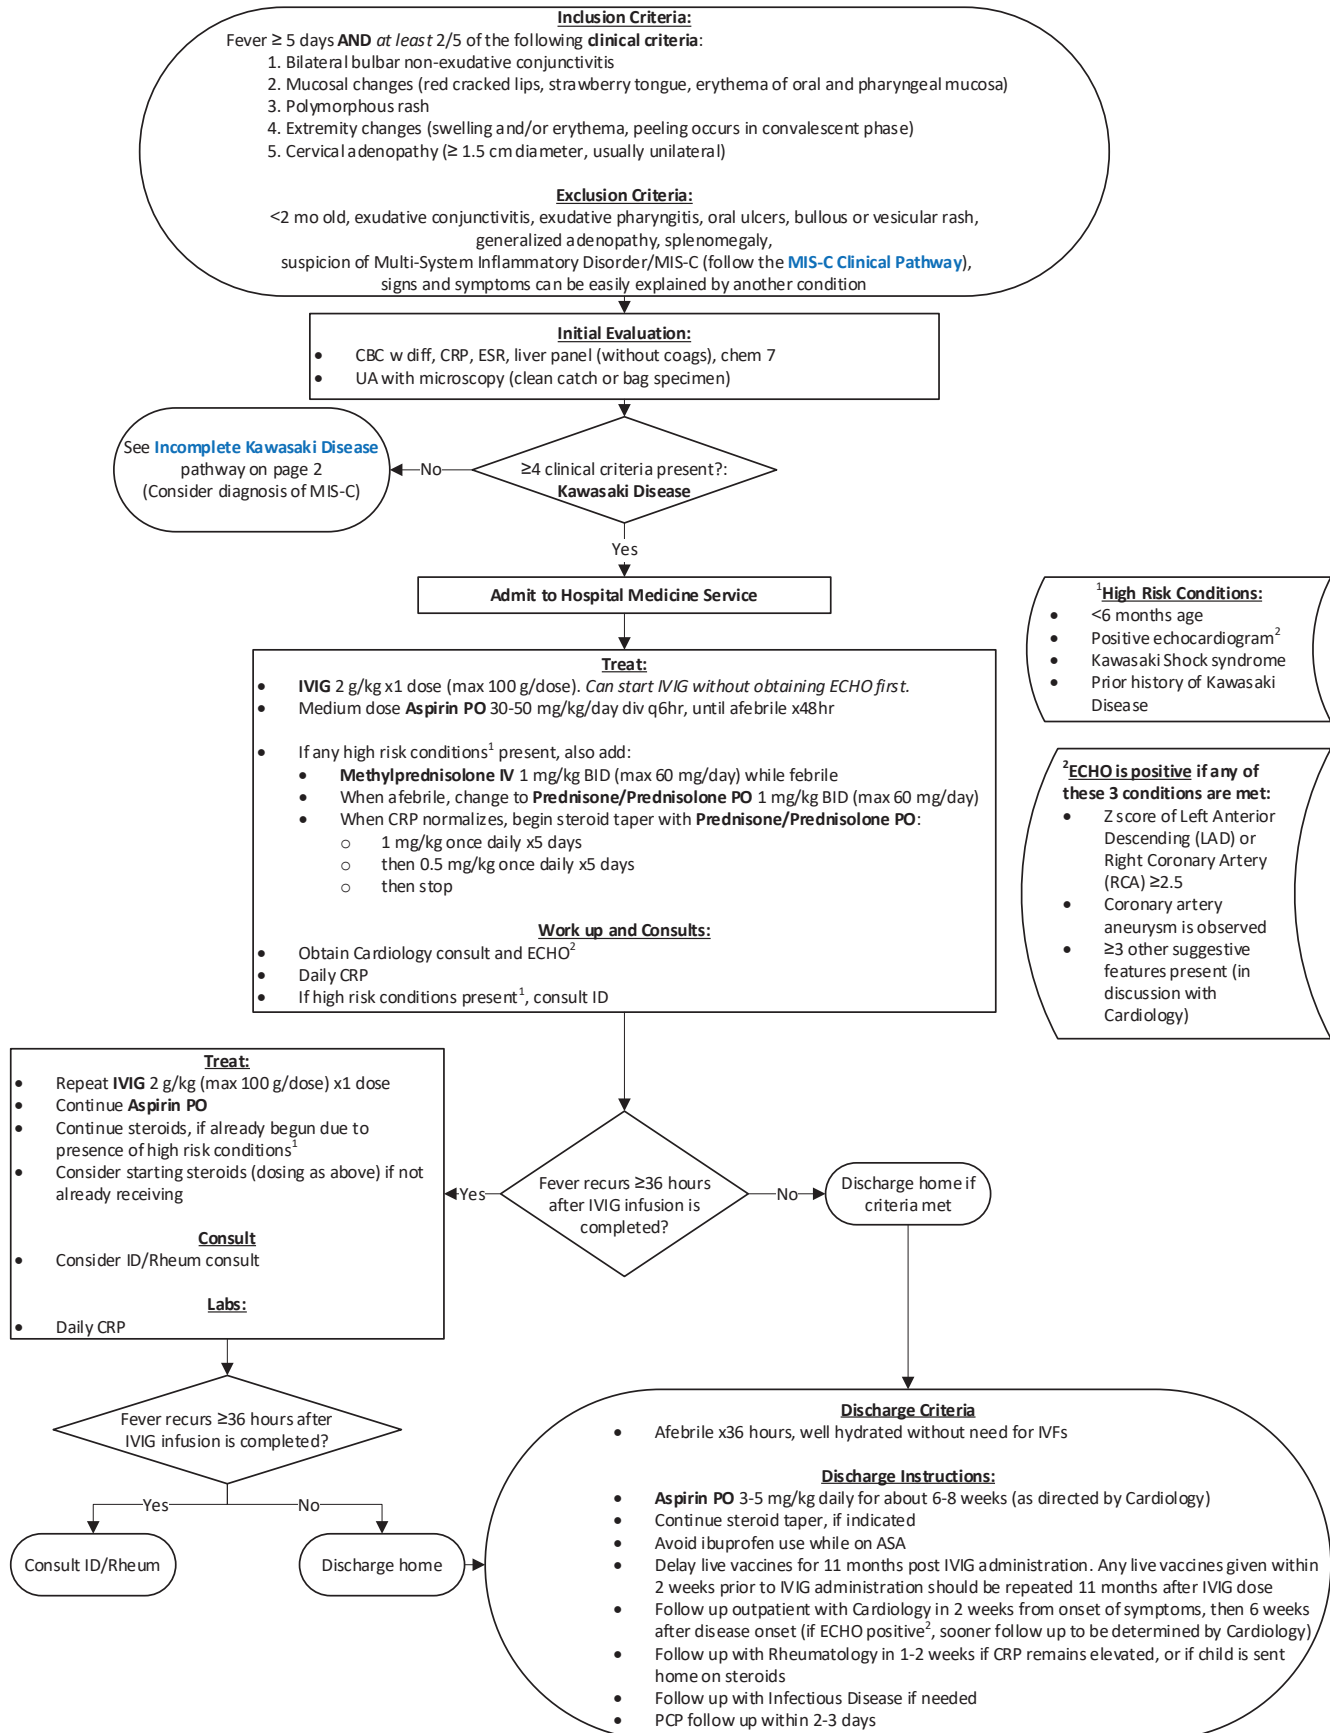 Inclusion Criteria:
Fever ≥ 5 days AND at least 2/5 of the following clinical criteria:
1. Bilateral bulbar non-exudative conjunctivitis
2. Mucosal changes (red cracked lips, strawberry tongue, erythema of oral and pharyngeal mucosa)
3. Polymorphous rash
4. Extremity changes (swelling and/or erythema, peeling occurs in convalescent phase)
5. Cervical adenopathy (≥ 1.5 cm diameter, usually unilateral)
Exclusion Criteria:
<2 mo old, exudative conjunctivitis, exudative pharyngitis, oral ulcers, bullous or vesicular rash,
generalized adenopathy, splenomegaly,
suspicion of Multi-System Inflammatory Disorder/MIS-C (follow the MIS-C Clinical Pathway),
signs and symptoms can be easily explained by another condition
Initial Evaluation:
• CBC w diff, CRP, ESR, liver panel (without coags), chem 7
• UA with microscopy (clean catch or bag specimen)
≥4 clinical criteria present?:
Kawasaki Disease
No
See Incomplete Kawasaki Disease
pathway on page 2
(Consider diagnosis of MIS-C)
Yes
Admit to Hospital Medicine Service
Treat:
• IVIG 2 g/kg x1 dose (max 100 g/dose). Can start IVIG without obtaining ECHO first.
• Medium dose Aspirin PO 30-50 mg/kg/day div q6hr, until afebrile x48hr
• If any high risk conditions¹ present, also add:
• Methylprednisolone IV 1 mg/kg BID (max 60 mg/day) while febrile
• When afebrile, change to Prednisone/Prednisolone PO 1 mg/kg BID (max 60 mg/day)
• When CRP normalizes, begin steroid taper with Prednisone/Prednisolone PO:
o 1 mg/kg once daily x5 days
o then 0.5 mg/kg once daily x5 days
o then stop
Work up and Consults:
• Obtain Cardiology consult and ECHO²
• Daily CRP
• If high risk conditions present¹, consult ID
¹High Risk Conditions:
• <6 months age
• Positive echocardiogram²
• Kawasaki Shock syndrome
• Prior history of Kawasaki
Disease
²ECHO is positive if any of
these 3 conditions are met:
• Z score of Left Anterior
Descending (LAD) or
Right Coronary Artery
(RCA) ≥2.5
• Coronary artery
aneurysm is observed
• ≥3 other suggestive
features present (in
discussion with
Cardiology)
Fever recurs ≥36 hours
after IVIG infusion is
completed?
Yes
No
Treat:
• Repeat IVIG 2 g/kg (max 100 g/dose) x1 dose
• Continue Aspirin PO
• Continue steroids, if already begun due to
presence of high risk conditions¹
• Consider starting steroids (dosing as above) if not
already receiving
Consult
• Consider ID/Rheum consult
Labs:
• Daily CRP
Discharge home if
criteria met
Fever recurs ≥36 hours after
IVIG infusion is completed?
Yes
No
Consult ID/Rheum
Discharge home
Discharge Criteria
• Afebrile x36 hours, well hydrated without need for IVFs
Discharge Instructions:
• Aspirin PO 3-5 mg/kg daily for about 6-8 weeks (as directed by Cardiology)
• Continue steroid taper, if indicated
• Avoid ibuprofen use while on ASA
• Delay live vaccines for 11 months post IVIG administration. Any live vaccines given within
2 weeks prior to IVIG administration should be repeated 11 months after IVIG dose
• Follow up outpatient with Cardiology in 2 weeks from onset of symptoms, then 6 weeks
after disease onset (if ECHO positive², sooner follow up to be determined by Cardiology)
• Follow up with Rheumatology in 1-2 weeks if CRP remains elevated, or if child is sent
home on steroids
• Follow up with Infectious Disease if needed
• PCP follow up within 2-3 days